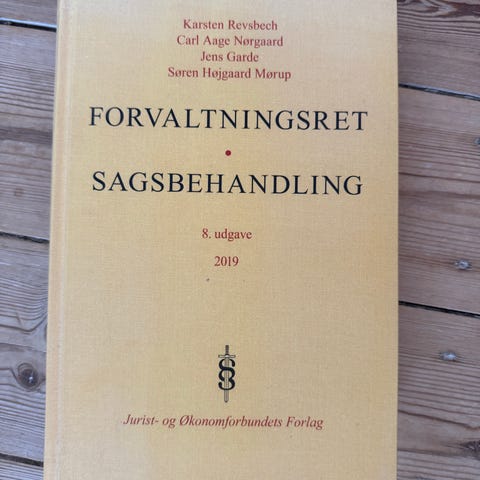 Karsten Revsbech
Carl Aage Nørgaard
Jens Garde
Søren Højgaard Mørup
FORVALTNINGSRET
•
SAGSBEHANDLING
8. udgave
2019
Jurist- og Økonomforbundets Forlag